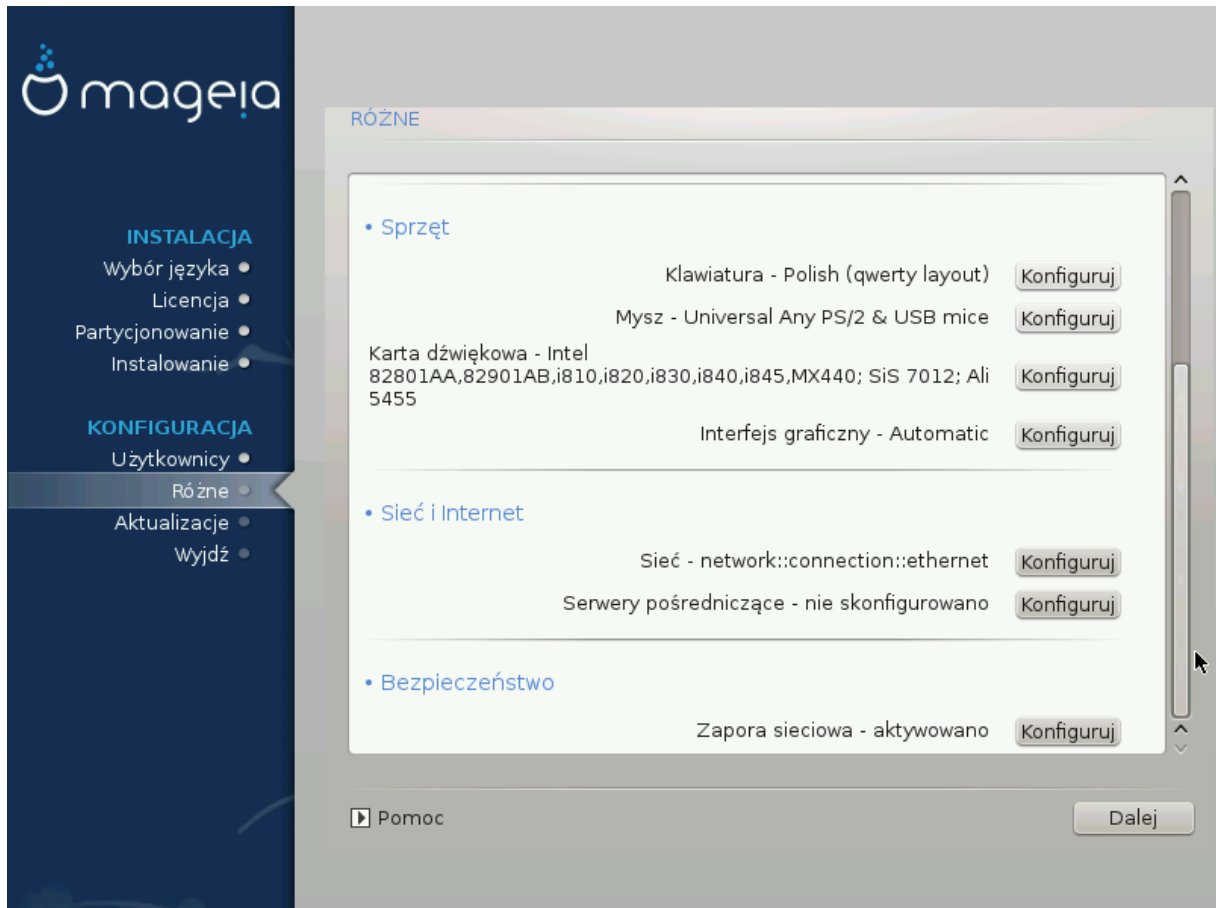 mageia
INSTALACJA
Wybór języka
Licencja
Partycjonowanie
Instalowanie
KONFIGURACJA
Użytkownicy
Różne
Aktualizacje
Wyjdź
RÓŻNE
• Sprzęt
Klawiatura - Polish (qwerty layout) Konfiguruj
Mysz - Universal Any PS/2 & USB mice Konfiguruj
Karta dźwiękowa - Intel
82801AA,82901AB,i810,i820,i830,i840,i845,MX440; SiS 7012; Ali Konfiguruj
5455
Interfejs graficzny - Automatic Konfiguruj
• Sieć i Internet
Sieć - network::connection::ethernet Konfiguruj
Serwery pośredniczące - nie skonfigurowano Konfiguruj
• Bezpieczeństwo
Zapora sieciowa - aktywowano Konfiguruj
Pomoc
Dalej